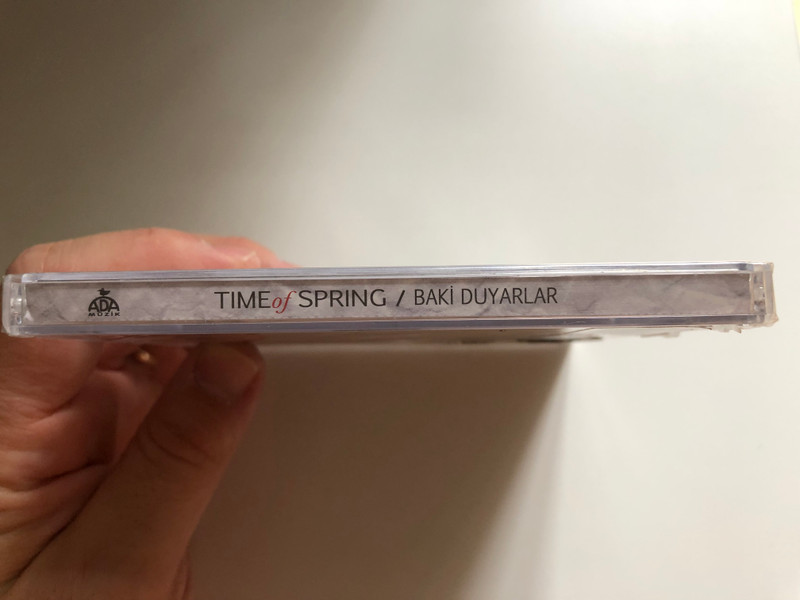 ADA
MÜZİK
TIME of SPRING / BAKİ DUYARLAR